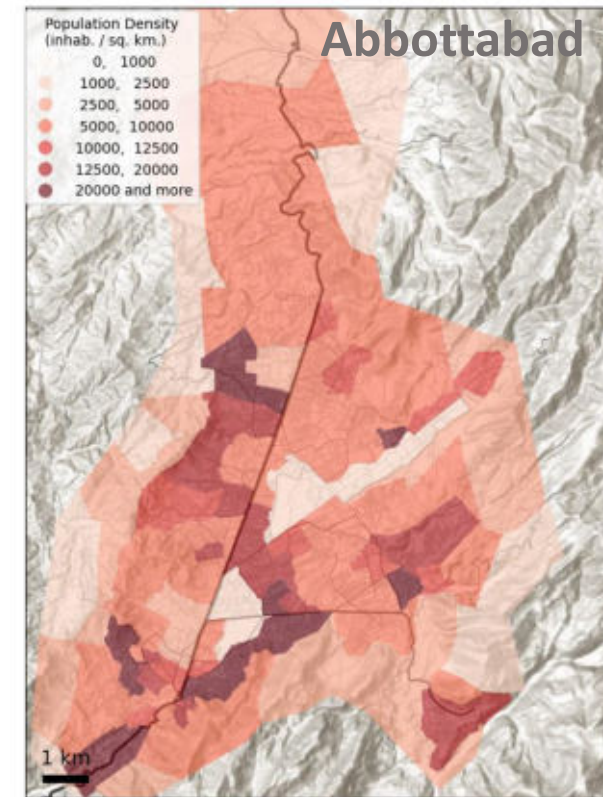 Abbottabad
Population Density
(inhab. / sq. km.)
0, 1000
1000, 2500
2500, 5000
5000, 10000
10000, 12500
12500, 20000
20000 and more
1 km